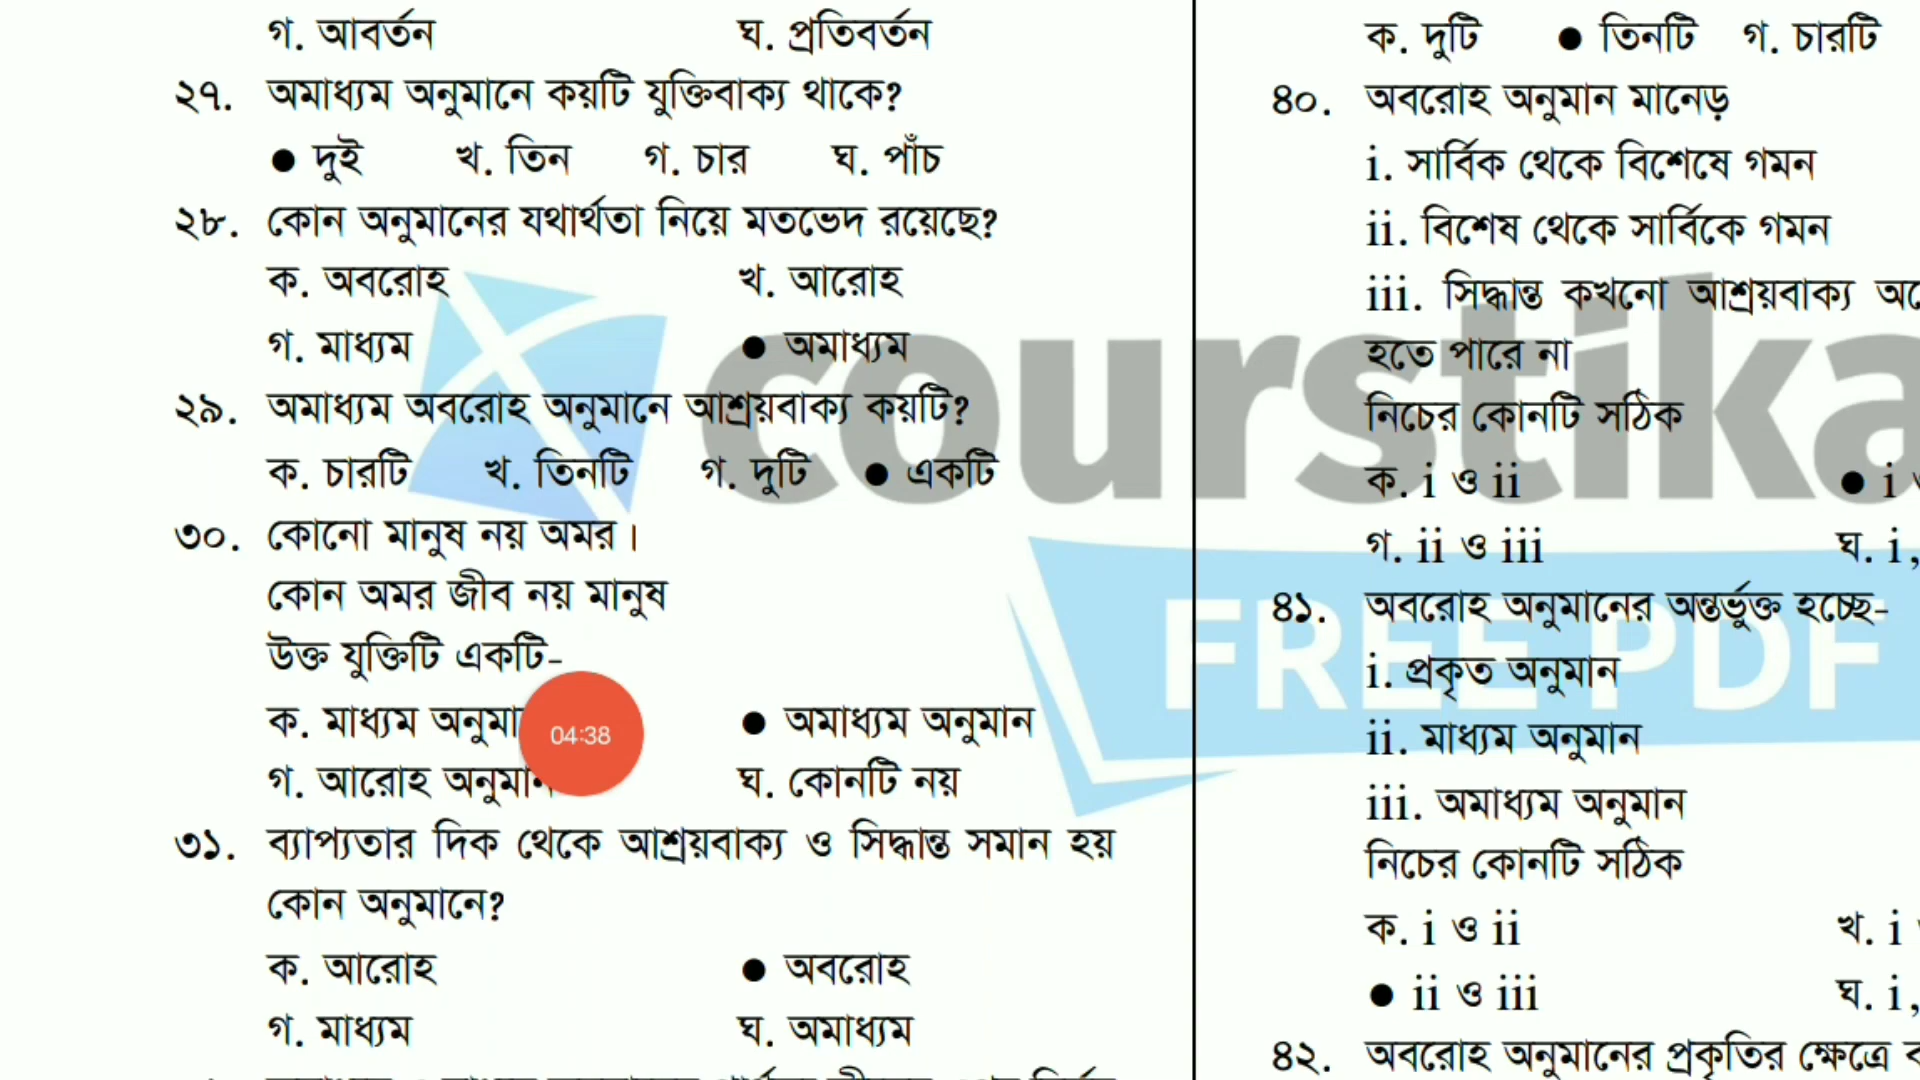 গ. আবর্তন ঘ. প্রতিবর্তন
২৭. অমাধ্যম অনুমানে কয়টি যুক্তিবাক্য থাকে?
● দুই খ. তিন গ. চার ঘ. পাঁচ
২৮. কোন অনুমানের যথার্থতা নিয়ে মতভেদ রয়েছে?
ক. অবরোহ খ. আরোহ
গ. মাধ্যম ● অমাধ্যম
২৯. অমাধ্যম অবরোহ অনুমানে আশ্রয়বাক্য কয়টি?
ক. চারটি খ. তিনটি গ. দুটি ● একটি
৩০. কোনো মানুষ নয় অমর।
কোন অমর জীব নয় মানুষ
উক্ত যুক্তিটি একটি-
ক. মাধ্যম ● অমাধ্যম অনুমান
গ. আরোহ অনুমান ঘ. কোনটি নয়
04:38
৩১. ব্যাপ্যতার দিক থেকে আশ্রয়বাক্য ও সিদ্ধান্ত সমান হয়
কোন অনুমানে?
ক. আরোহ ● অবরোহ
গ. মাধ্যম ঘ. অমাধ্যম
ক. দুটি ● তিনটি গ. চারটি
৪০. অবরোহ অনুমান মানেড়
i. সার্বিক থেকে বিশেষে গমন
ii. বিশেষ থেকে সার্বিকে গমন
iii. সিদ্ধান্ত কখনো আশ্রয়বাক্য
হতে পারে না
নিচের কোনটি সঠিক
ক. i ও ii ● i
গ. ii ও iii ঘ. i,
৪১. অবরোহ অনুমানের অন্তর্ভুক্ত হচ্ছে-
i. প্রকৃত অনুমান
ii. মাধ্যম অনুমান
iii. অমাধ্যম অনুমান
নিচের কোনটি সঠিক
ক. i ও ii খ. i
● ii ও iii ঘ. i,
৪২. অবরোহ অনুমানের প্রকৃতির ক্ষেত্রে
courstika
FREE PDF